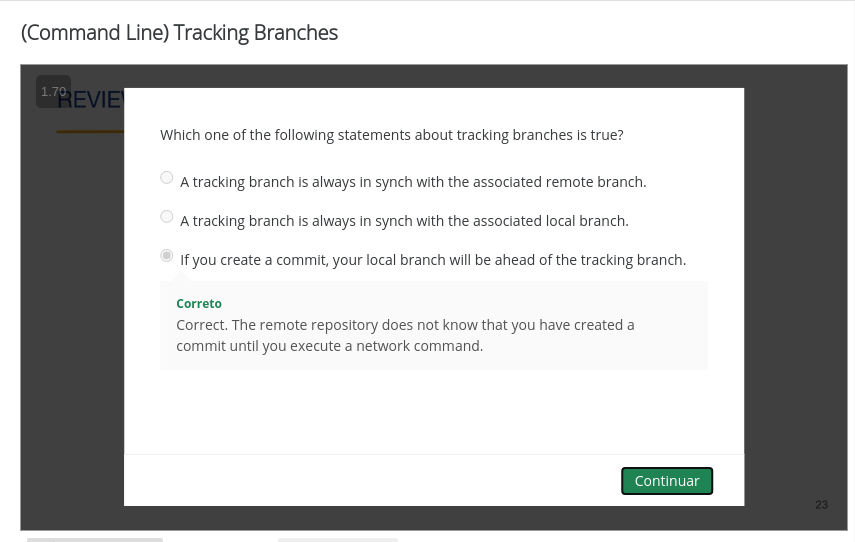 (Command Line) Tracking Branches
1.70
REVIEW
Which one of the following statements about tracking branches is true?
A tracking branch is always in synch with the associated remote branch.
A tracking branch is always in synch with the associated local branch.
If you create a commit, your local branch will be ahead of the tracking branch.
Correto
Correct. The remote repository does not know that you have created a
commit until you execute a network command.
Continuar
23